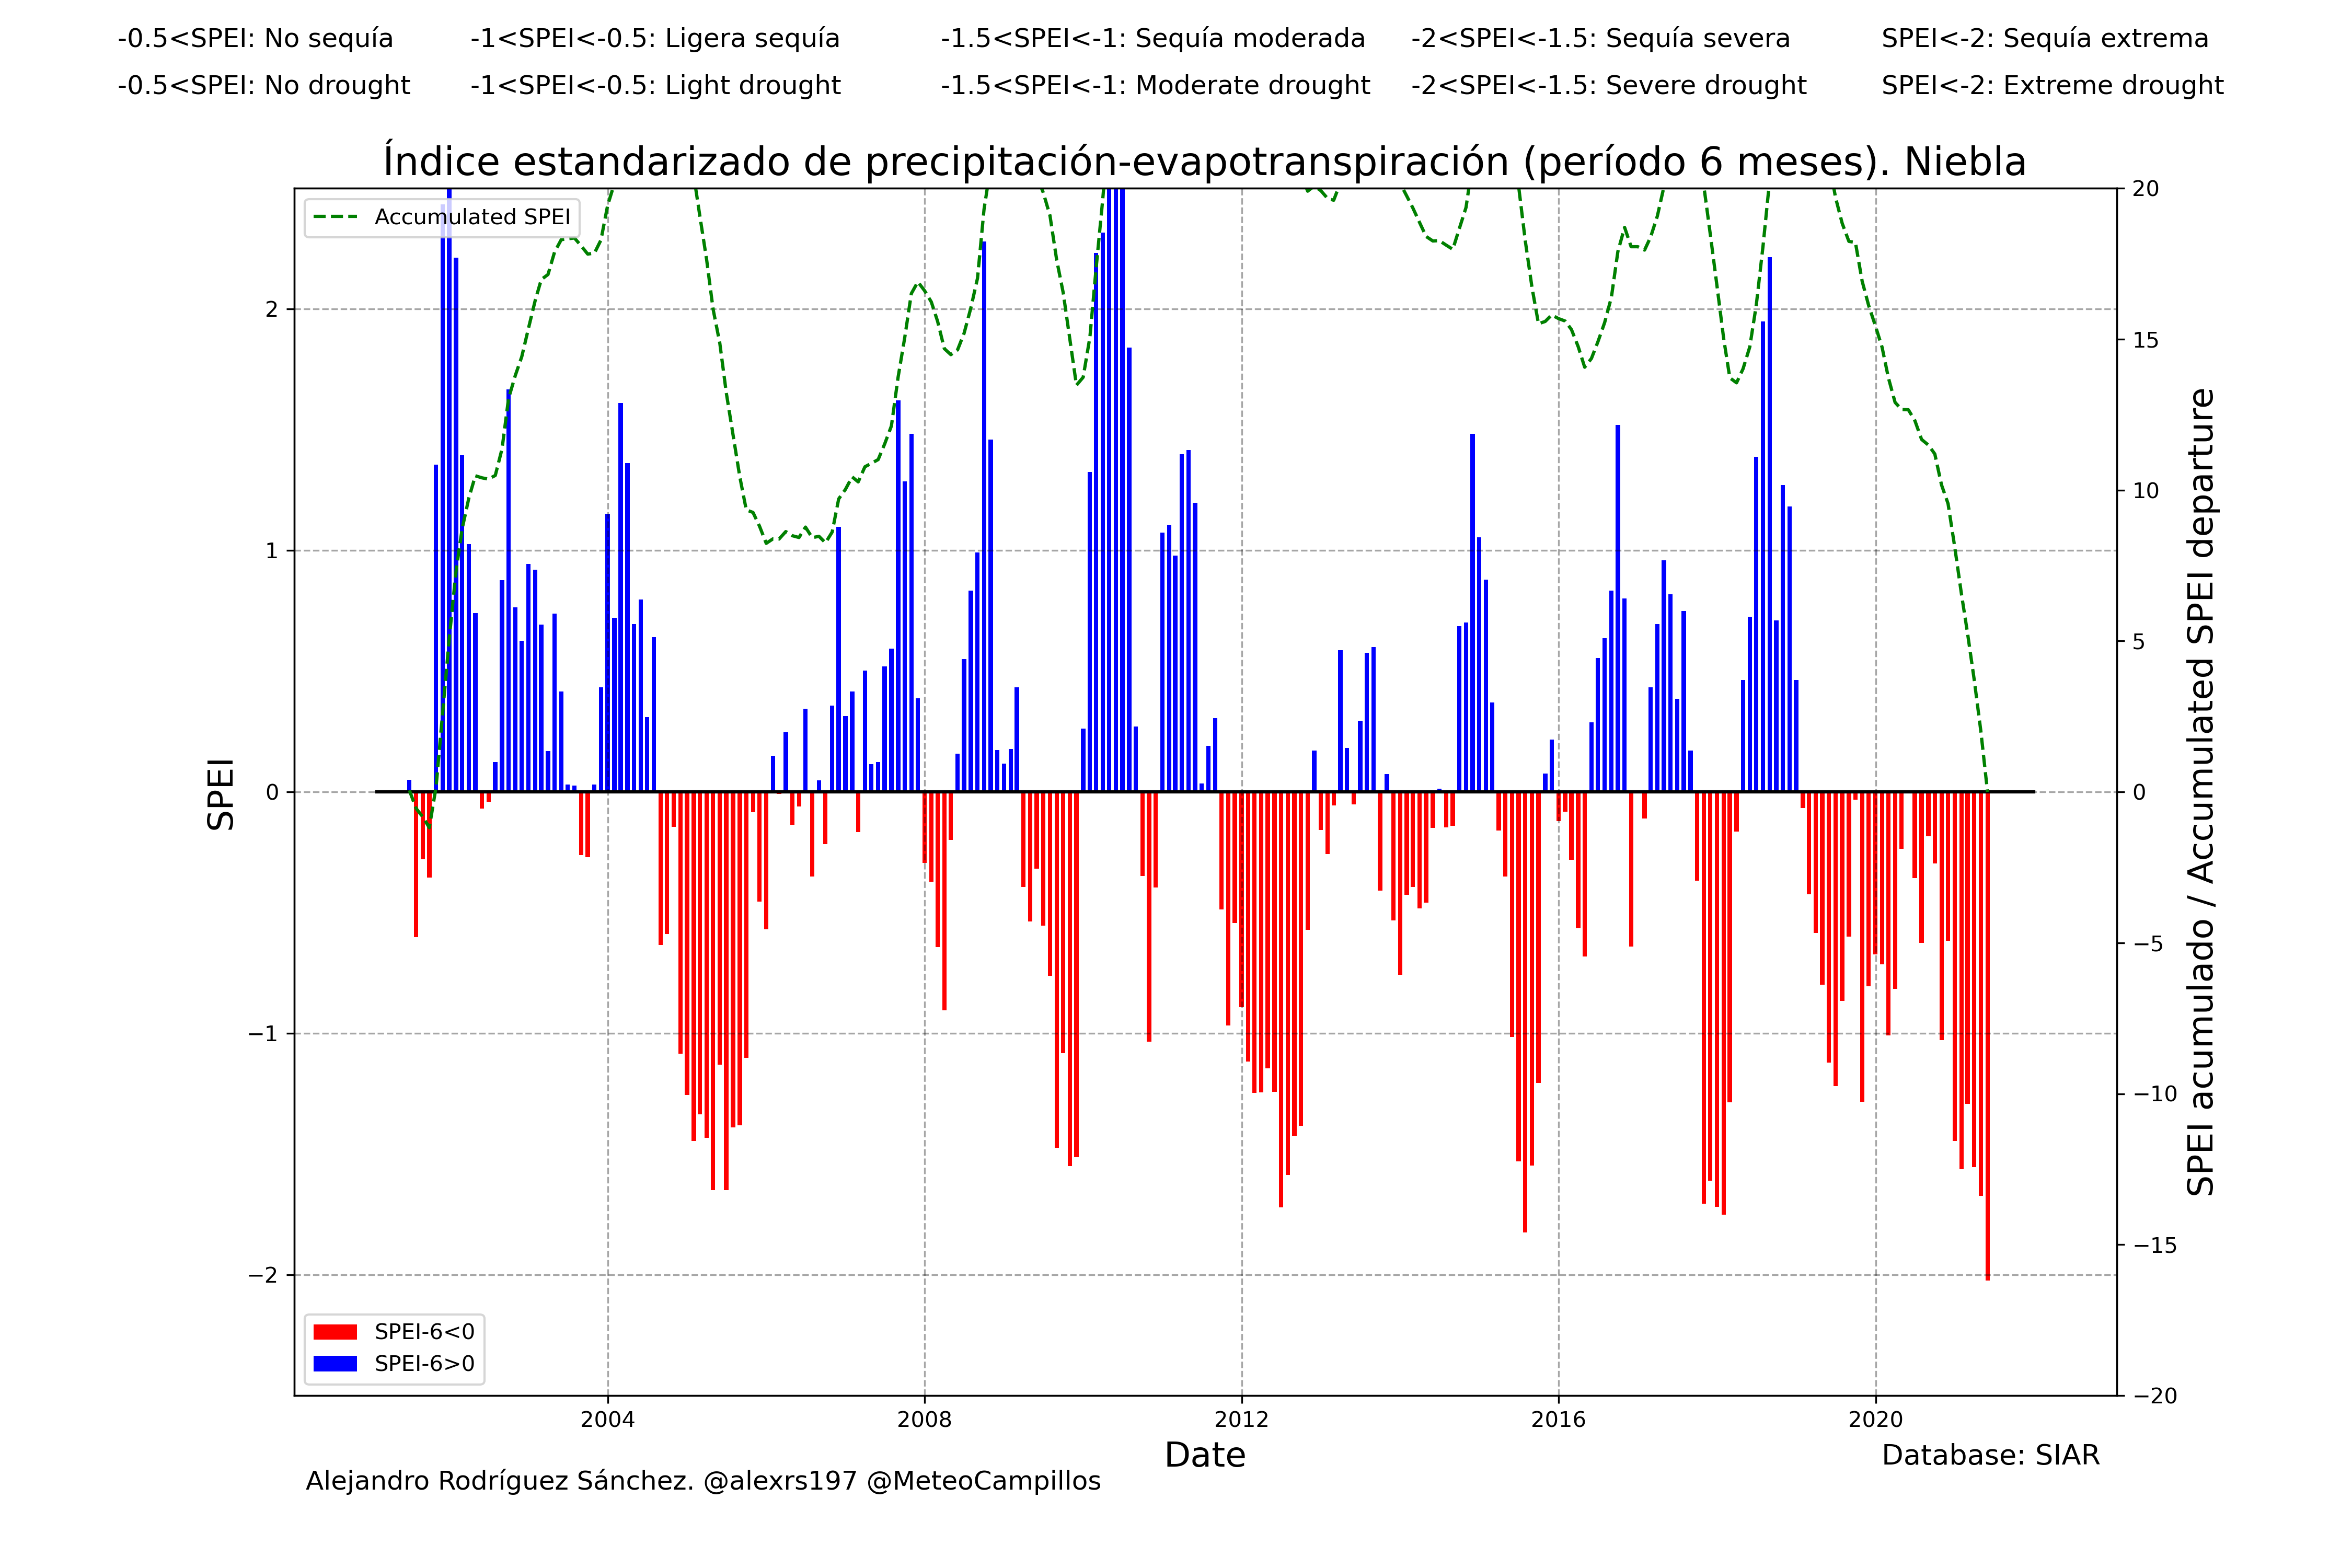 -0.5<SPEI: No sequía -1<SPEI<-0.5: Ligera sequía -1.5<SPEI<-1: Sequía moderada -2<SPEI<-1.5: Sequía severa SPEI<-2: Sequía extrema
-0.5<SPEI: No drought -1<SPEI<-0.5: Light drought -1.5<SPEI<-1: Moderate drought -2<SPEI<-1.5: Severe drought SPEI<-2: Extreme drought
Índice estandarizado de precipitación-evapotranspiración (período 6 meses). Niebla
Accumulated SPEI
2
1
0
−1
−2
SPEI
20
15
10
5
0
−5
−10
−15
−20
SPEI acumulado / Accumulated SPEI departure
SPEI-6<0
SPEI-6>0
2004 2008 2012 2016 2020
Date
Database: SIAR
Alejandro Rodríguez Sánchez. @alexrs197 @MeteoCampillos